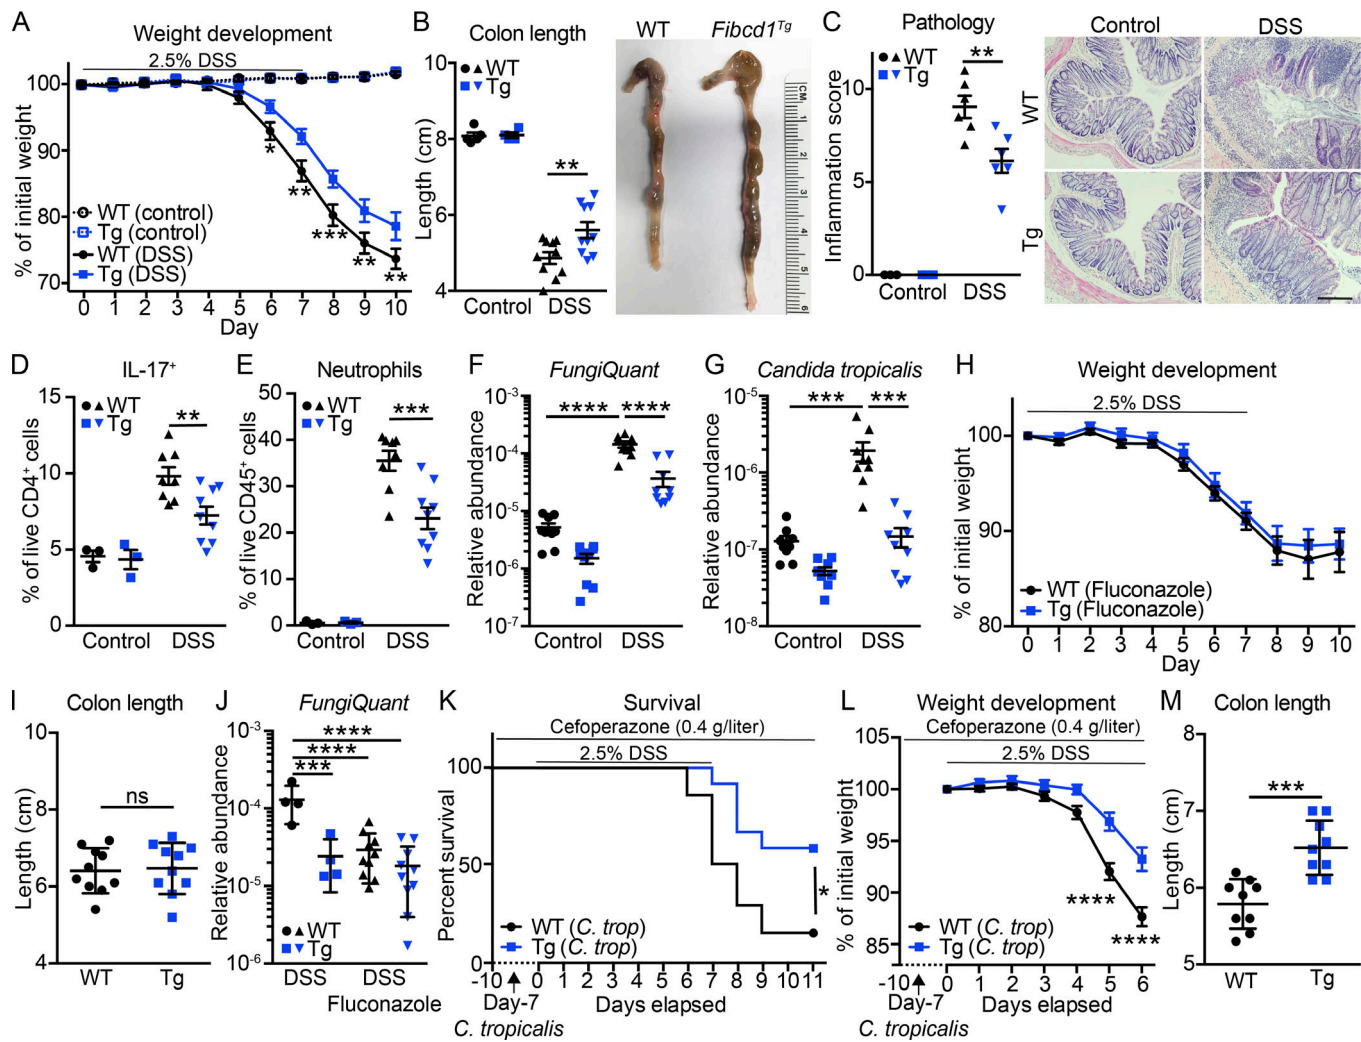 A
Weight development
2.5% DSS
% of initial weight
100
90
80
70
WT (control)
Tg (control)
WT (DSS)
Tg (DSS)
*
**
***
**
**
0 1 2 3 4 5 6 7 8 9 10
Day
B
Colon length
WT
Tg
Length (cm)
10
8
6
4
**
Control DSS
WT Fibcd1Tg
CM
1
2
3
4
5
6
C
Pathology
WT
Tg
Inflammation score
10
5
0
**
Control
DSS
Control DSS
WT
Tg
D
IL-17+
WT
Tg
% of live CD4+ cells
15
10
5
0
**
Control DSS
E
Neutrophils
WT
Tg
% of live CD45+ cells
50
40
30
20
10
0
***
Control DSS
F
FungiQuant
Relative abundance
10-3
10-4
10-5
10-6
10-7
**** ****
Control DSS
G
Candida tropicalis
Relative abundance
10-5
10-6
10-7
10-8
*** ***
Control DSS
H
Weight development
2.5% DSS
% of initial weight
100
90
80
WT (Fluconazole)
Tg (Fluconazole)
0 1 2 3 4 5 6 7 8 9 10
Day
I
Colon length
Length (cm)
10
8
6
4
ns
WT Tg
J
FungiQuant
Relative abundance
10-3
10-4
10-5
10-6
****
****
***
WT
Tg
DSS DSS
Fluconazole
K
Survival
Cefoperazone (0.4 g/liter)
2.5% DSS
Percent survival
100
50
0
*
WT (C. trop)
Tg (C. trop)
-10 0 1 2 3 4 5 6 7 8 9 10 11
Day-7 Days elapsed
C. tropicalis
L
Weight development
Cefoperazone (0.4 g/liter)
2.5% DSS
% of initial weight
105
100
95
90
85
****
****
WT (C. trop)
Tg (C. trop)
-10 0 1 2 3 4 5 6
Day-7 Days elapsed
C. tropicalis
M
Colon length
Length (cm)
8
7
6
5
***
WT Tg